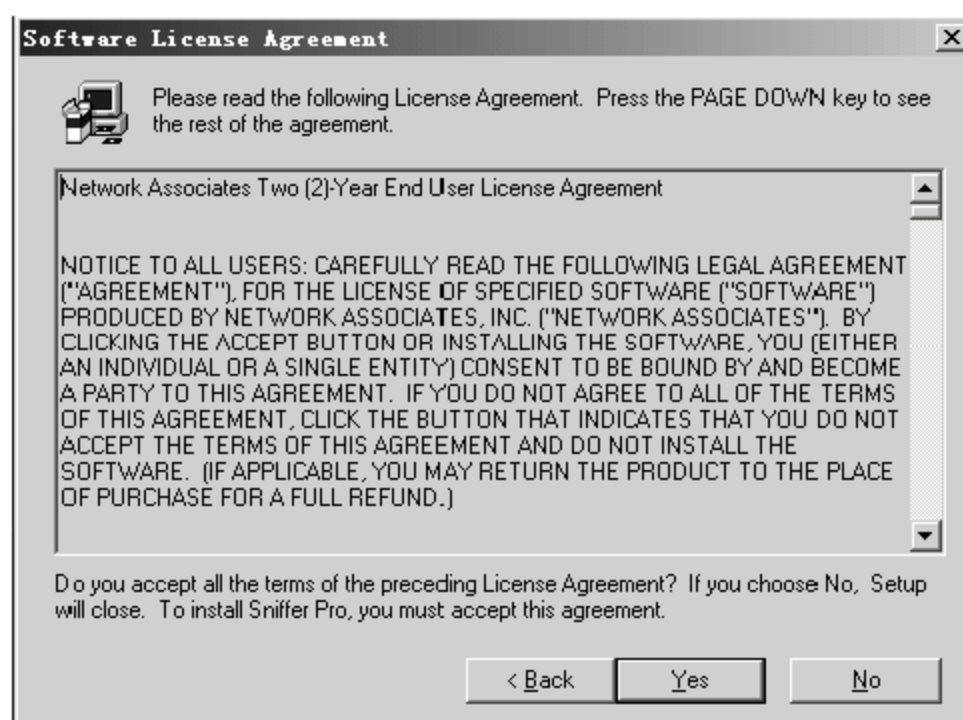 Software License Agreement
Please read the following License Agreement. Press the PAGE DOWN key to see
the rest of the agreement.
Network Associates Two (2)-Year End User License Agreement
NOTICE TO ALL USERS: CAREFULLY READ THE FOLLOWING LEGAL AGREEMENT
("AGREEMENT"), FOR THE LICENSE OF SPECIFIED SOFTWARE ("SOFTWARE")
PRODUCED BY NETWORK ASSOCIATES, INC. ("NETWORK ASSOCIATES"). BY
CLICKING THE ACCEPT BUTTON OR INSTALLING THE SOFTWARE, YOU (EITHER
AN INDIVIDUAL OR A SINGLE ENTITY) CONSENT TO BE BOUND BY AND BECOME
A PARTY TO THIS AGREEMENT. IF YOU DO NOT AGREE TO ALL OF THE TERMS
OF THIS AGREEMENT, CLICK THE BUTTON THAT INDICATES THAT YOU DO NOT
ACCEPT THE TERMS OF THIS AGREEMENT AND DO NOT INSTALL THE
SOFTWARE. (IF APPLICABLE, YOU MAY RETURN THE PRODUCT TO THE PLACE
OF PURCHASE FOR A FULL REFUND.)
Do you accept all the terms of the preceding License Agreement? If you choose No, Setup
will close. To install Sniffer Pro, you must accept this agreement.
< Back Yes No